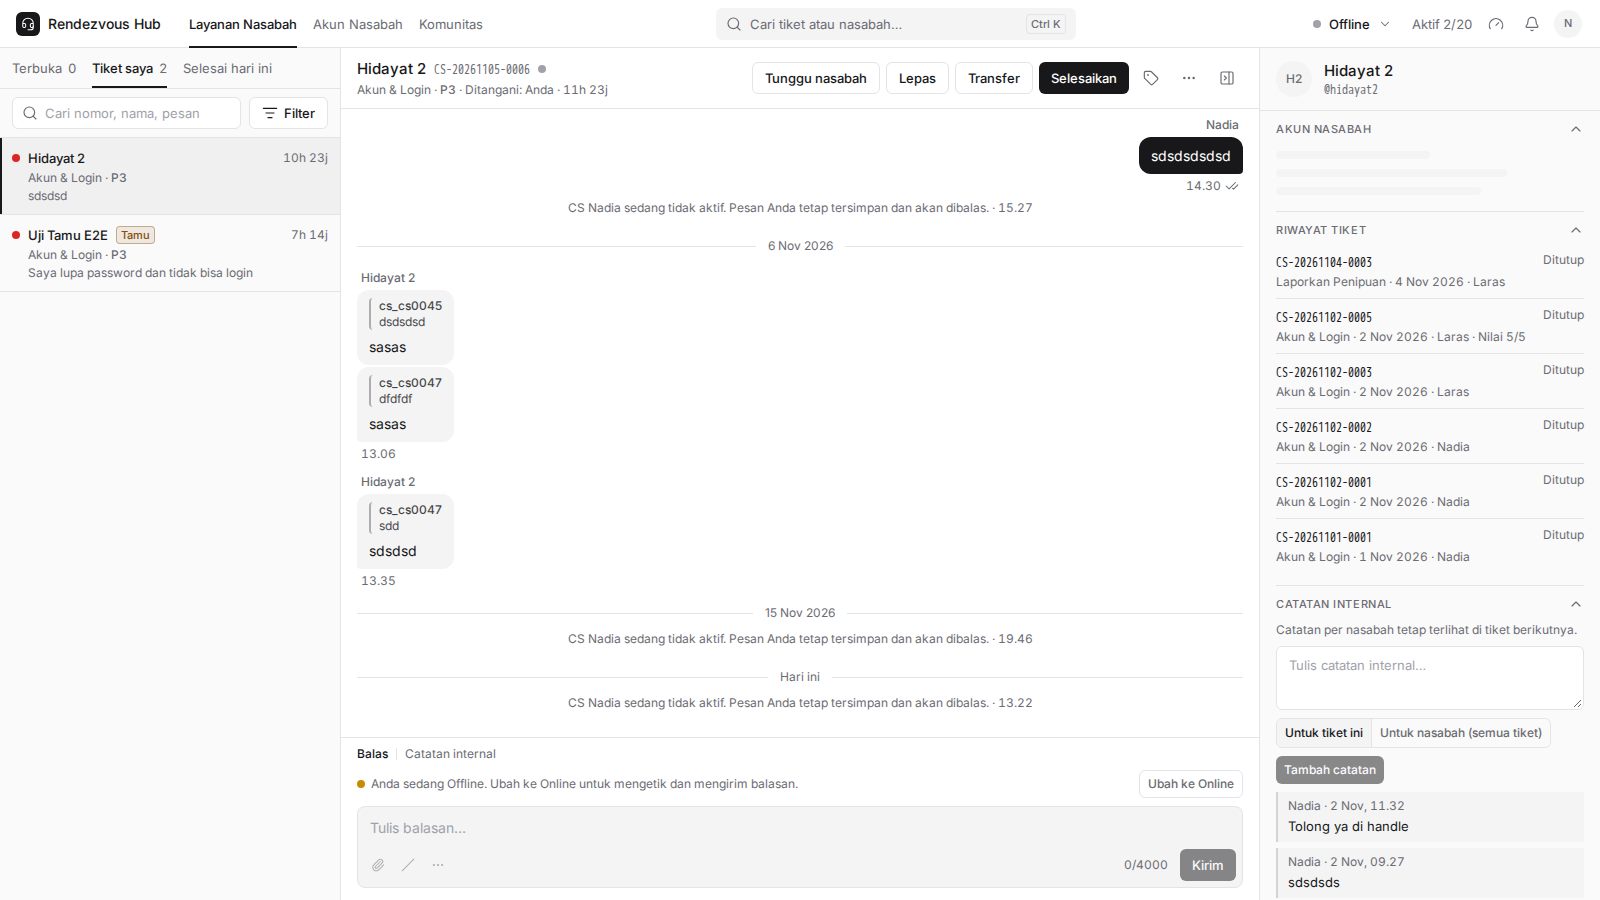 Rendezvous Hub
Layanan Nasabah
Akun Nasabah
Komunitas
Cari tiket atau nasabah...
Ctrl K
Offline
Aktif 2/20
N
Terbuka 0
Tiket saya 2
Selesai hari ini
Cari nomor, nama, pesan
Filter
Hidayat 2
10h 23j
Akun & Login · P3
sdsdsd
Uji Tamu E2E
Tamu
7h 14j
Akun & Login · P3
Saya lupa password dan tidak bisa login
Hidayat 2 CS-20261105-0006
Akun & Login · P3 · Ditangani: Anda · 11h 23j
Tunggu nasabah
Lepas
Transfer
Selesaikan
Nadia
sdsdsdsdsd
14.30
CS Nadia sedang tidak aktif. Pesan Anda tetap tersimpan dan akan dibalas. · 15.27
6 Nov 2026
Hidayat 2
cs_cs0045
dsdsdsd
sasas
cs_cs0047
dfdfdf
sasas
13.06
Hidayat 2
cs_cs0047
sdd
sdsdsd
13.35
15 Nov 2026
CS Nadia sedang tidak aktif. Pesan Anda tetap tersimpan dan akan dibalas. · 19.46
Hari ini
CS Nadia sedang tidak aktif. Pesan Anda tetap tersimpan dan akan dibalas. · 13.22
Balas
Catatan internal
Anda sedang Offline. Ubah ke Online untuk mengetik dan mengirim balasan.
Ubah ke Online
Tulis balasan...
0/4000
Kirim
H2
Hidayat 2
@hidayat2
AKUN NASABAH
RIWAYAT TIKET
CS-20261104-0003
Ditutup
Laporkan Penipuan · 4 Nov 2026 · Laras
CS-20261102-0005
Ditutup
Akun & Login · 2 Nov 2026 · Laras · Nilai 5/5
CS-20261102-0003
Ditutup
Akun & Login · 2 Nov 2026 · Laras
CS-20261102-0002
Ditutup
Akun & Login · 2 Nov 2026 · Nadia
CS-20261102-0001
Ditutup
Akun & Login · 2 Nov 2026 · Nadia
CS-20261101-0001
Ditutup
Akun & Login · 1 Nov 2026 · Nadia
CATATAN INTERNAL
Catatan per nasabah tetap terlihat di tiket berikutnya.
Tulis catatan internal...
Untuk tiket ini
Untuk nasabah (semua tiket)
Tambah catatan
Nadia · 2 Nov, 11.32
Tolong ya di handle
Nadia · 2 Nov, 09.27
sdsdsds